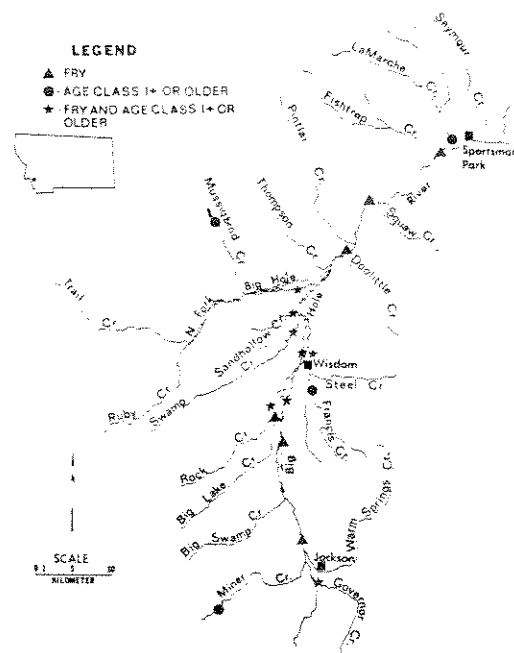 LEGEND
FRY
AGE CLASS I+ OR OLDER
FRY AND AGE CLASS I+ OR
OLDER
Seymour
Cr.
LaMarche
Cr.
Fishtrap
Cr.
Pintlar
Cr.
Sportsman
Park
River
Squaw Cr.
Mussigbrod
Cr.
Thompson
Cr.
Doolittle
Cr.
Trail
Cr.
N. Fork
Big Hole
Hole
Sandhollow Cr.
Ruby Cr.
Swamp Cr.
Wisdom
Steel Cr.
Francis
Cr.
Rock Cr.
Big
Big Lake Cr.
Big Swamp Cr.
Warm Springs Cr.
Jackson
Miner Cr.
Governor
Cr.
SCALE
KILOMETER